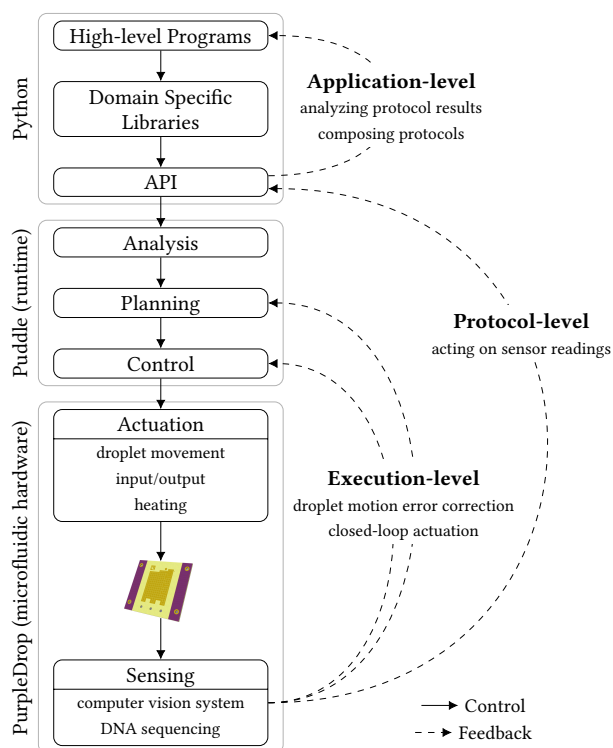 Python
High-level Programs
Domain Specific
Libraries
API
Application-level
analyzing protocol results
composing protocols
Puddle (runtime)
Analysis
Planning
Control
Protocol-level
acting on sensor readings
PurpleDrop (microfluidic hardware)
Actuation
droplet movement
input/output
heating
Execution-level
droplet motion error correction
closed-loop actuation
Sensing
computer vision system
DNA sequencing
Control
Feedback